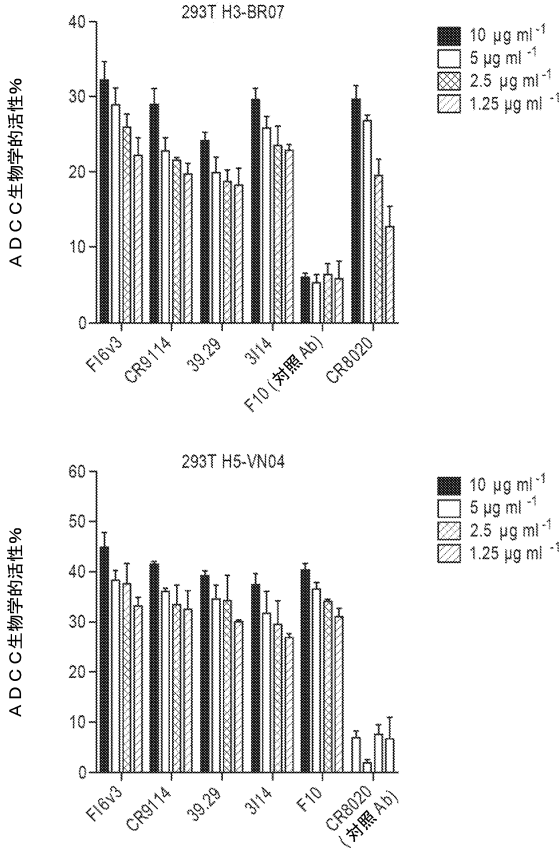 293T H3-BR07
ADCC生物学的活性%
40
30
20
10
0
10 µg ml -1
5 µg ml -1
2.5 µg ml -1
1.25 µg ml -1
FI6v3
CR9114
39.29
3I14
F10 (对照 Ab)
CR8020
293T H5-VN04
ADCC生物学的活性%
60
50
40
30
20
10
0
10 µg ml -1
5 µg ml -1
2.5 µg ml -1
1.25 µg ml -1
FI6v3
CR9114
39.29
3I14
F10
CR8020
(对照 Ab)